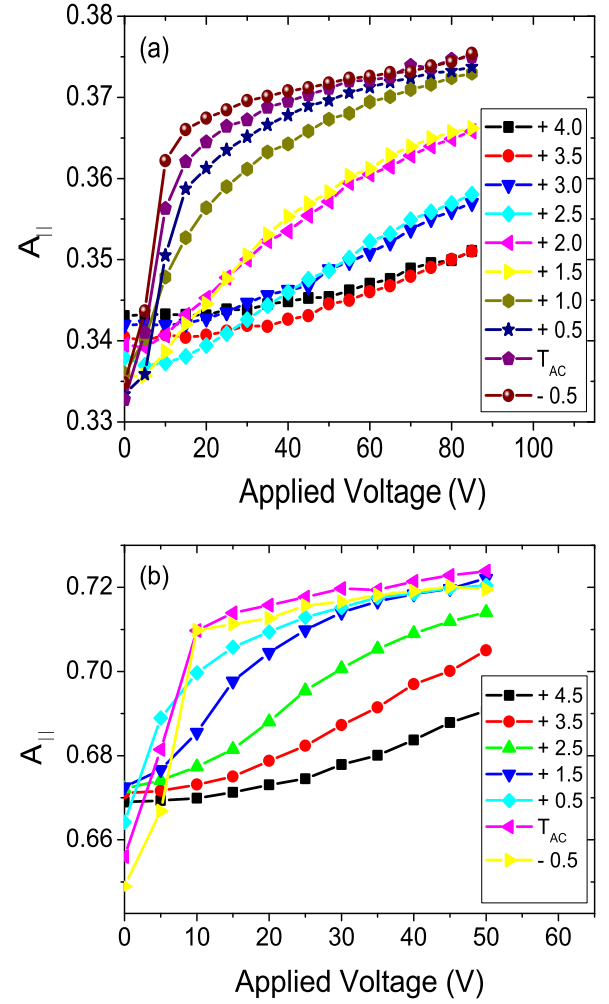 0.38
(a)
0.37
0.36
0.35
0.34
0.33
A||
+ 4.0
+ 3.5
+ 3.0
+ 2.5
+ 2.0
+ 1.5
+ 1.0
+ 0.5
TAC
- 0.5
0 20 40 60 80 100
Applied Voltage (V)
(b)
0.72
0.70
0.68
0.66
A||
+ 4.5
+ 3.5
+ 2.5
+ 1.5
+ 0.5
TAC
- 0.5
0 10 20 30 40 50 60
Applied Voltage (V)